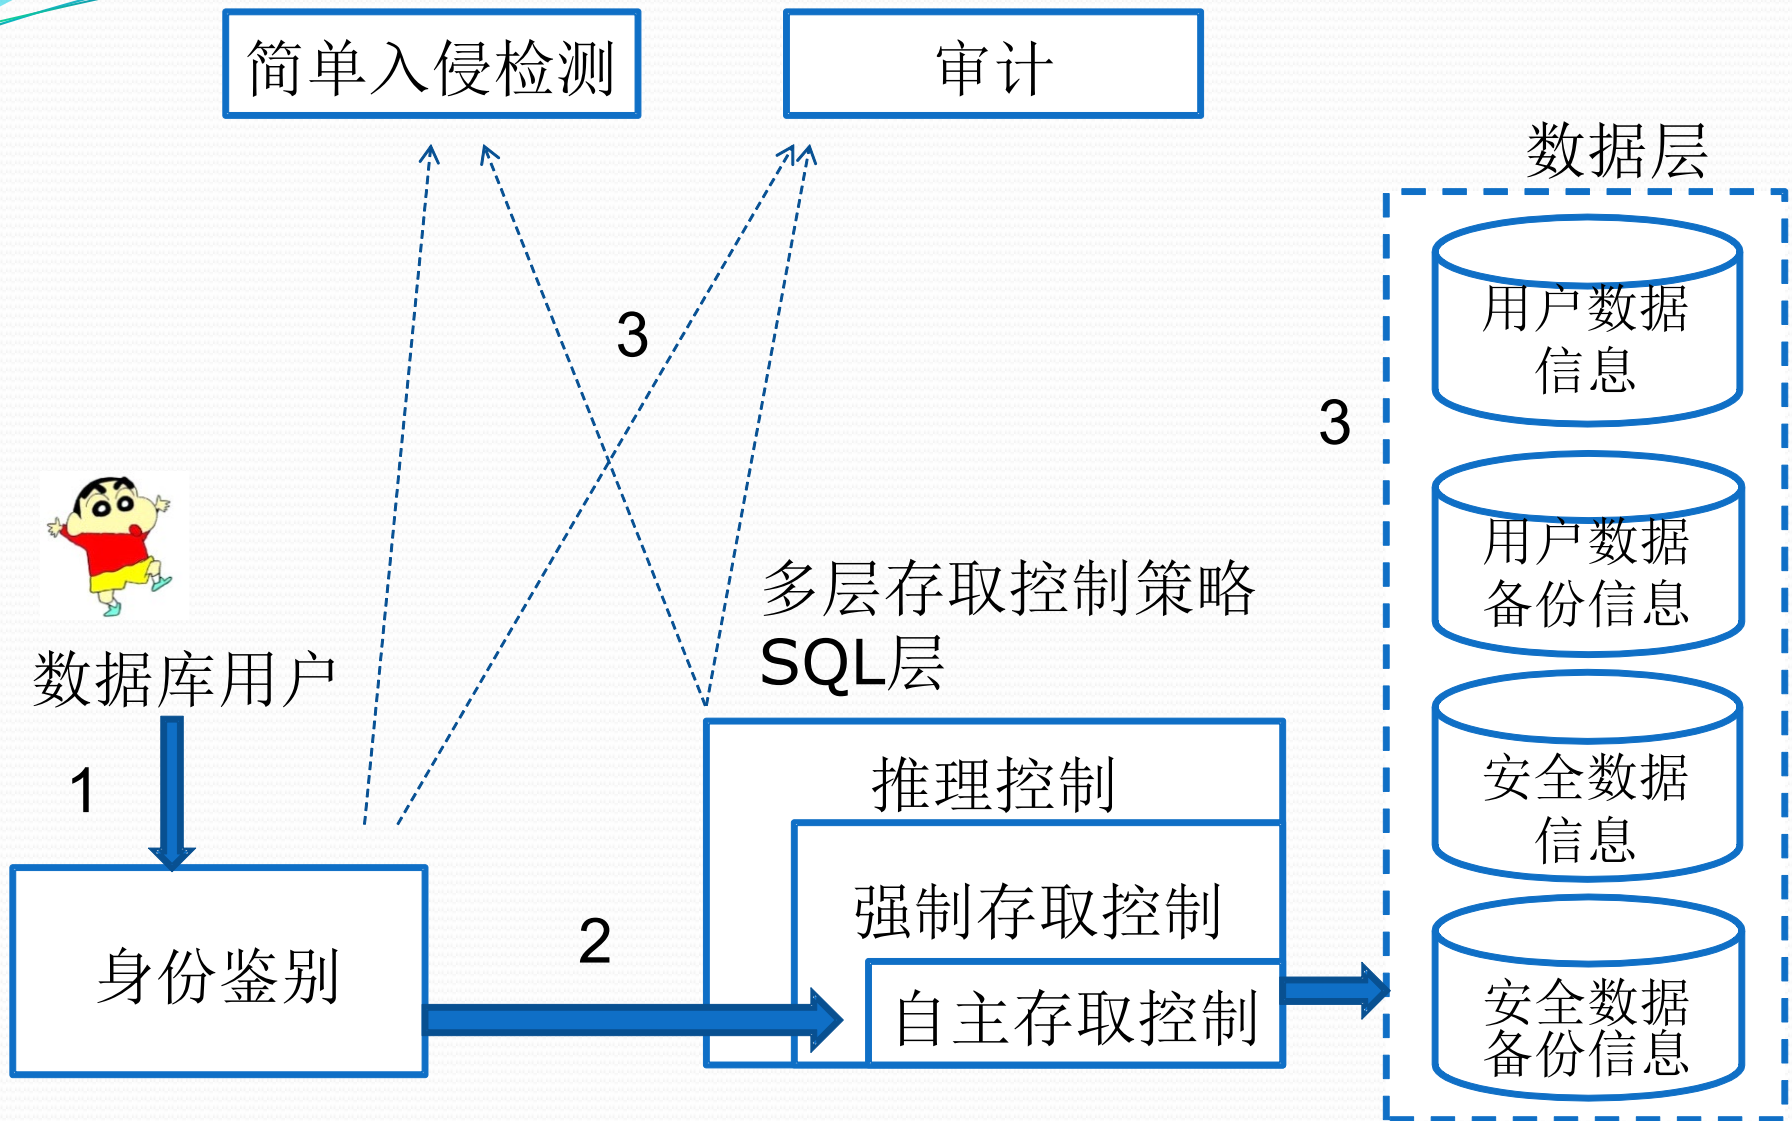 简单入侵检测
审计
数据层
用户数据
信息
3
3
用户数据
备份信息
多层存取控制策略
SQL层
数据库用户
1
推理控制
安全数据
信息
强制存取控制
2
身份鉴别
自主存取控制
安全数据
备份信息